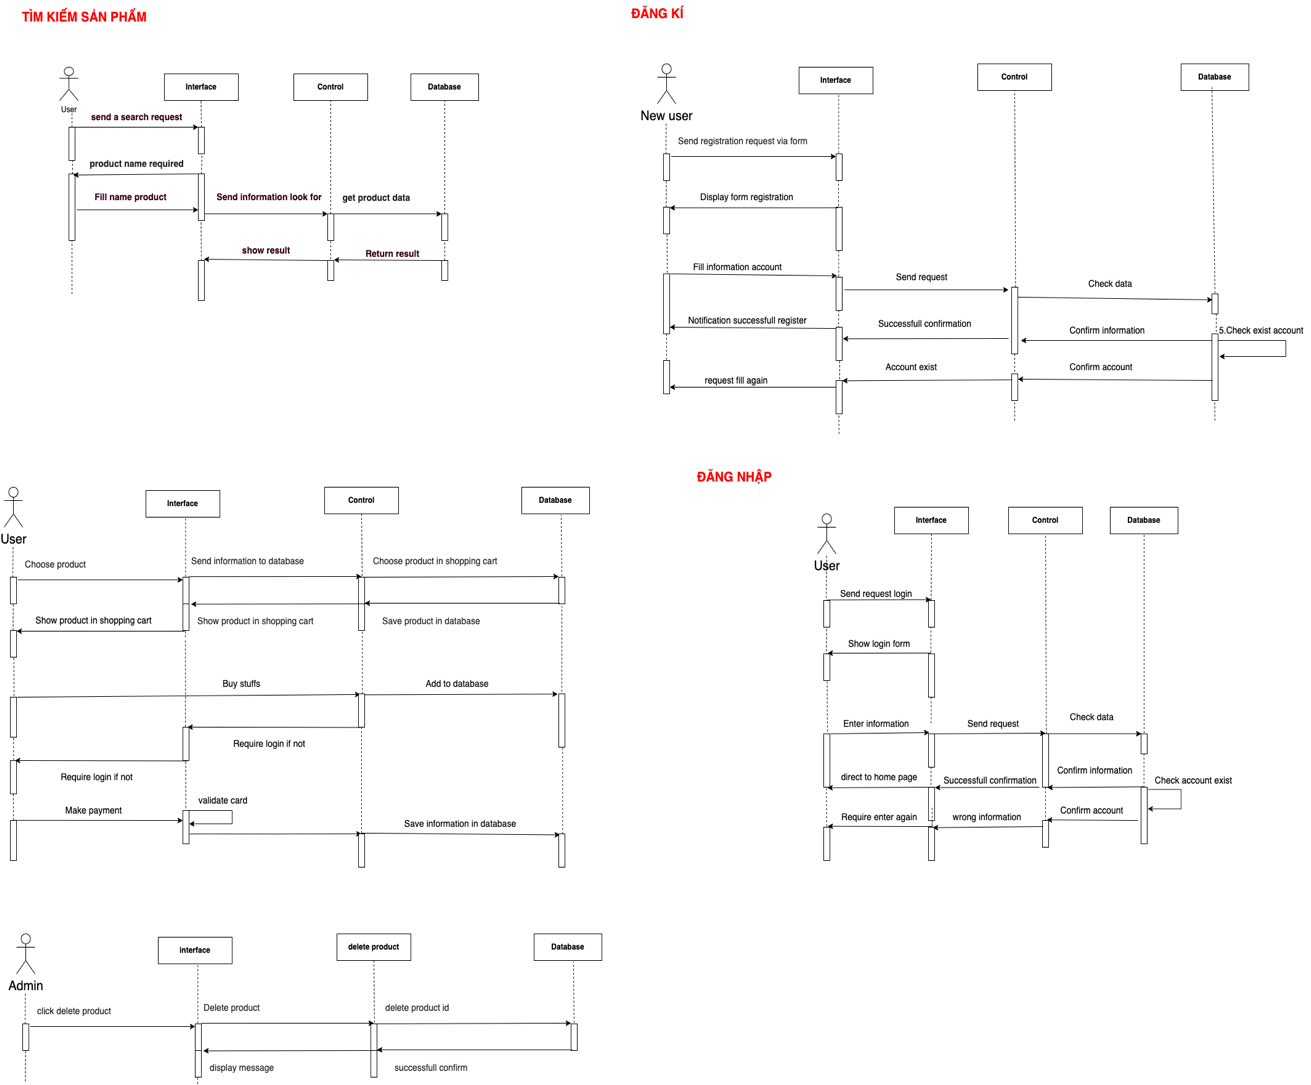 TÌM KIẾM SẢN PHẨM
User
Interface
Control
Database
send a search request
product name required
Fill name product
Send information look for
get product data
show result
Return result
ĐĂNG KÍ
New user
Interface
Control
Database
Send registration request via form
Display form registration
Fill information account
Send request
Check data
Notification successfull register
Successfull confirmation
Confirm information
5.Check exist account
request fill again
Account exist
Confirm account
User
Interface
Control
Database
Choose product
Send information to database
Choose product in shopping cart
Show product in shopping cart
Show product in shopping cart
Save product in database
Buy stuffs
Add to database
Require login if not
Require login if not
Make payment
validate card
Save information in database
ĐĂNG NHẬP
User
Interface
Control
Database
Send request login
Show login form
Enter information
Send request
Check data
direct to home page
Successfull confirmation
Confirm information
Check account exist
Require enter again
wrong information
Confirm account
Admin
interface
delete product
Database
click delete product
Delete product
delete product id
display message
successfull confirm